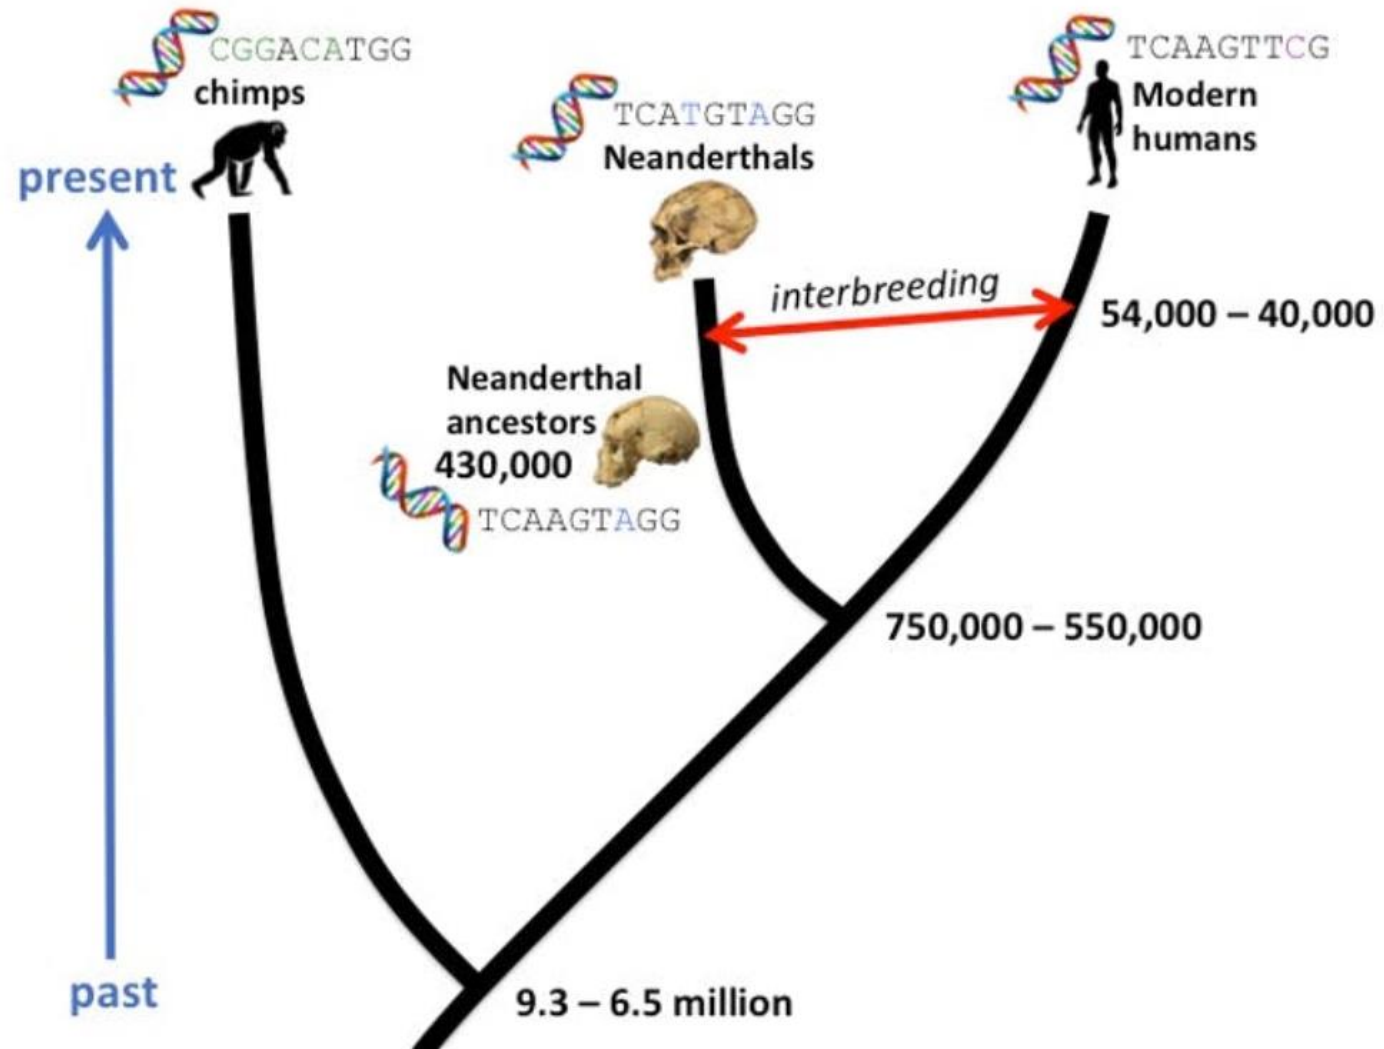 CGGACATGG
chimps
TCATGTAGG
Neanderthals
TCAAGTTCG
Modern
humans
present
interbreeding
54,000 – 40,000
Neanderthal
ancestors
430,000
TCAAGTAGG
750,000 – 550,000
past
9.3 – 6.5 million